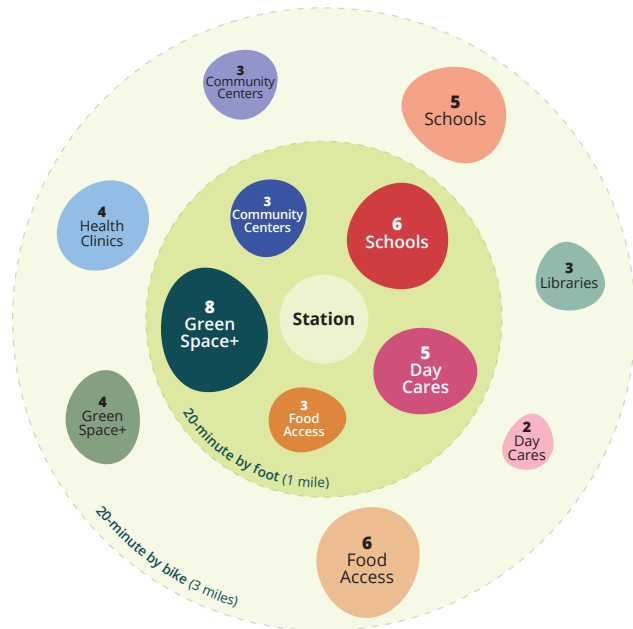 3
Community
Centers
5
Schools
4
Health
Clinics
3
Community
Centers
6
Schools
3
Libraries
8
Green
Space+
Station
5
Day
Cares
4
Green
Space+
3
Food
Access
2
Day
Cares
20-minute by foot (1 mile)
6
Food
Access
20-minute by bike (3 miles)